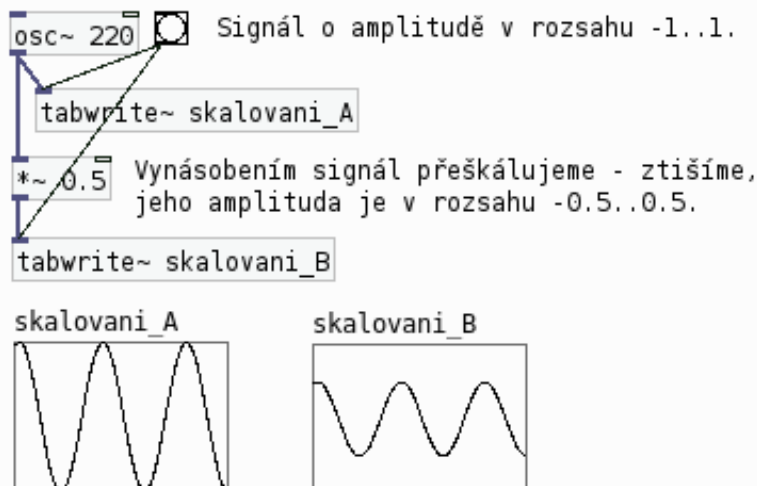 osc~ 220
Signál o amplitudě v rozsahu -1..1.
tabwrite~ skalovani_A
*~ 0.5
Vynásobením signál přeškálujeme - ztišíme,
jeho amplituda je v rozsahu -0.5..0.5.
tabwrite~ skalovani_B
skalovani_A
skalovani_B